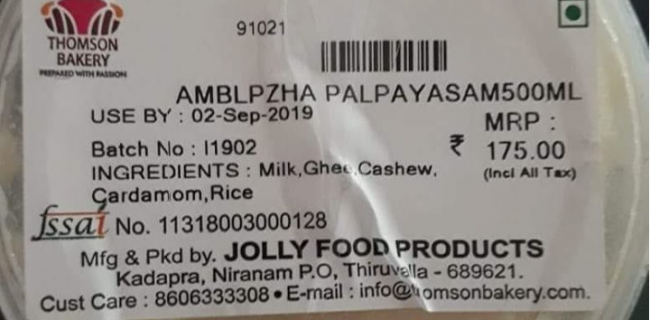 THOMSON
BAKERY
PREPARED WITH PASSION
91021
AMBLPZHA PALPAYASAM500ML
USE BY : 02-Sep-2019
MRP :
₹ 175.00
(Incl All Tax)
Batch No : I1902
INGREDIENTS : Milk,Ghee,Cashew,
Cardamom,Rice
fssai No. 11318003000128
Mfg & Pkd by. JOLLY FOOD PRODUCTS
Kadapra, Niranam P.O, Thiruvalla - 689621.
Cust Care : 8606333308 • E-mail : info@thomsonbakery.com.